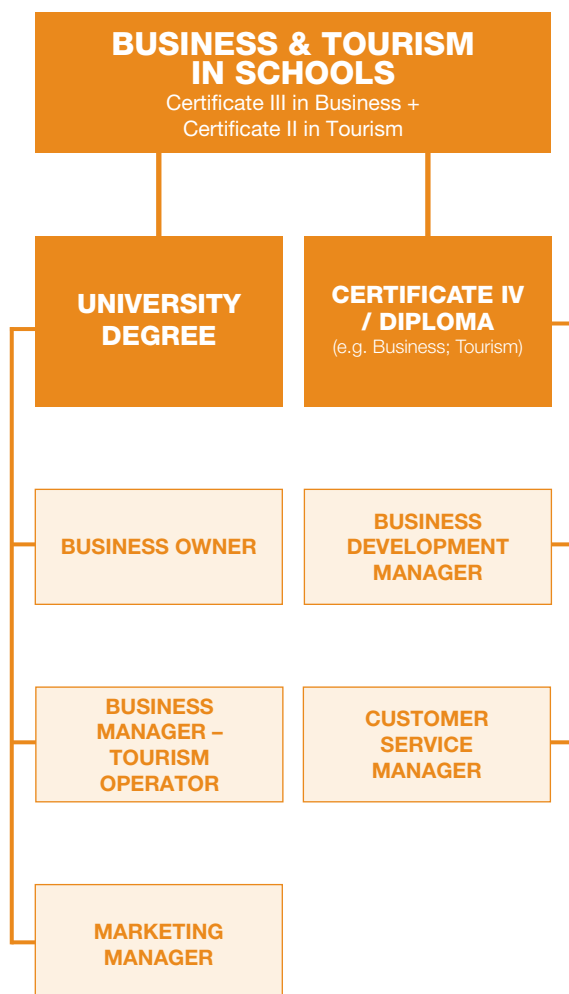 BUSINESS & TOURISM
IN SCHOOLS
Certificate III in Business +
Certificate II in Tourism
UNIVERSITY
DEGREE
CERTIFICATE IV
/ DIPLOMA
(e.g. Business; Tourism)
BUSINESS OWNER
BUSINESS
DEVELOPMENT
MANAGER
BUSINESS
MANAGER –
TOURISM
OPERATOR
CUSTOMER
SERVICE
MANAGER
MARKETING
MANAGER